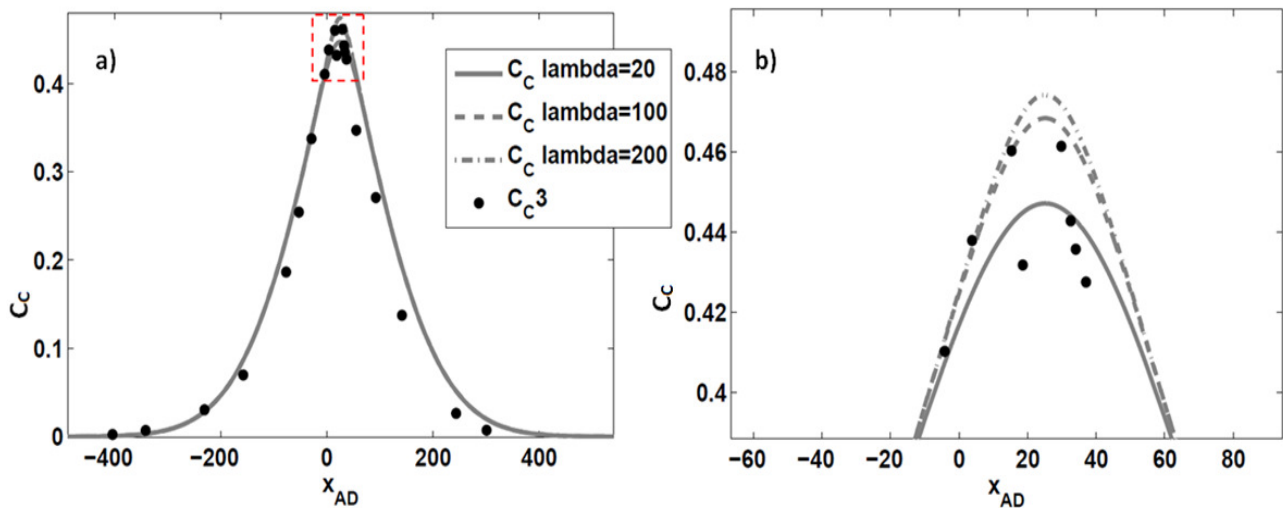 a)
0.4
0.3
0.2
0.1
0
Cc
−400 −200 0 200 400
x_AD
C_C lambda=20
C_C lambda=100
C_C lambda=200
C_C3
b)
0.48
0.46
0.44
0.42
0.4
Cc
−60 −40 −20 0 20 40 60 80
x_AD